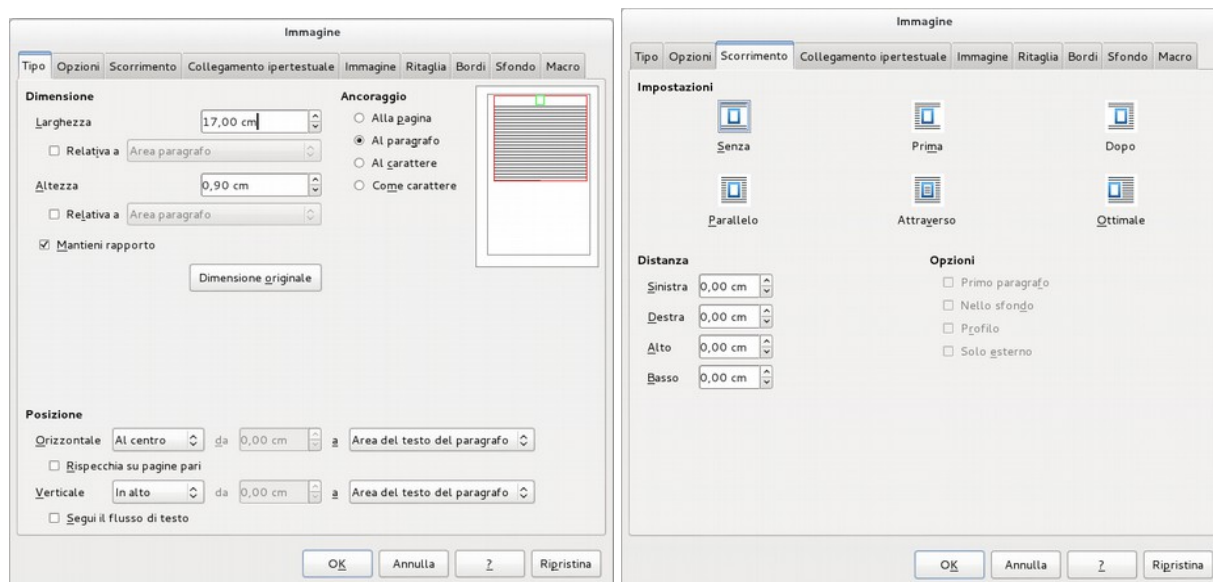 Immagine
Tipo Opzioni Scorrimento Collegamento ipertestuale Immagine Ritaglia Bordi Sfondo Macro
Dimensione
Larghezza 17,00 cm
Relativa a Area paragrafo
Altezza 0,90 cm
Relativa a Area paragrafo
Mantieni rapporto
Dimensione originale
Ancoraggio
Alla pagina
Al paragrafo
Al carattere
Come carattere
Posizione
Orizzontale Al centro da 0,00 cm a Area del testo del paragrafo
Rispecchia su pagine pari
Verticale In alto da 0,00 cm a Area del testo del paragrafo
Segui il flusso di testo
OK Annulla ? Ripristina
Immagine
Tipo Opzioni Scorrimento Collegamento ipertestuale Immagine Ritaglia Bordi Sfondo Macro
Impostazioni
Senza Prima Dopo
Parallelo Attraverso Ottimale
Distanza
Sinistra 0,00 cm
Destra 0,00 cm
Alto 0,00 cm
Basso 0,00 cm
Opzioni
Primo paragrafo
Nello sfondo
Profilo
Solo esterno
OK Annulla ? Ripristina